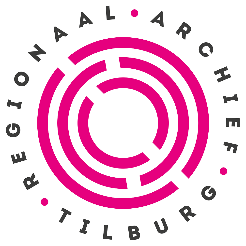 REGIONAAL • ARCHIEF • TILBURG •